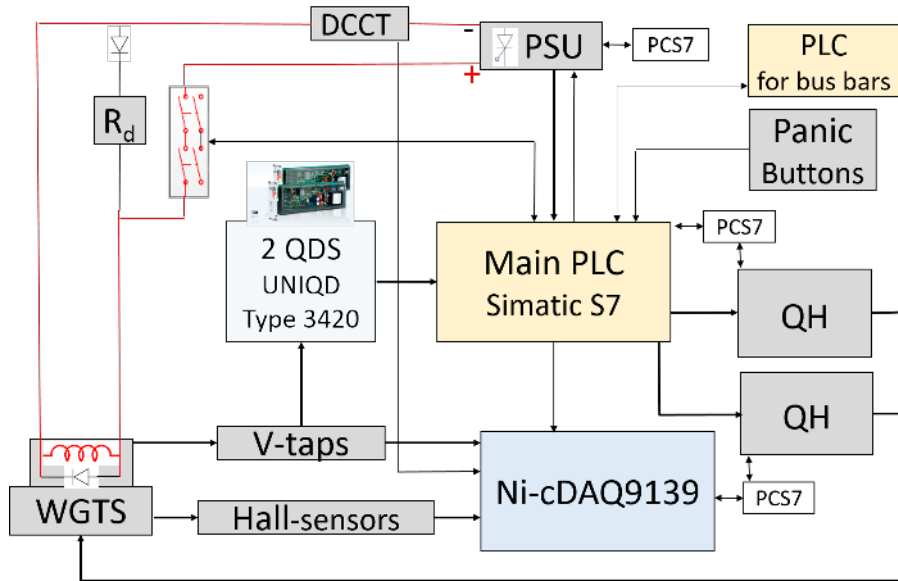 DCCT
-
PSU
PCS7
PLC
for bus bars
+
Rd
Panic
Buttons
2 QDS
UNIQD
Type 3420
Main PLC
Simatic S7
PCS7
QH
QH
V-taps
Ni-cDAQ9139
PCS7
WGTS
Hall-sensors